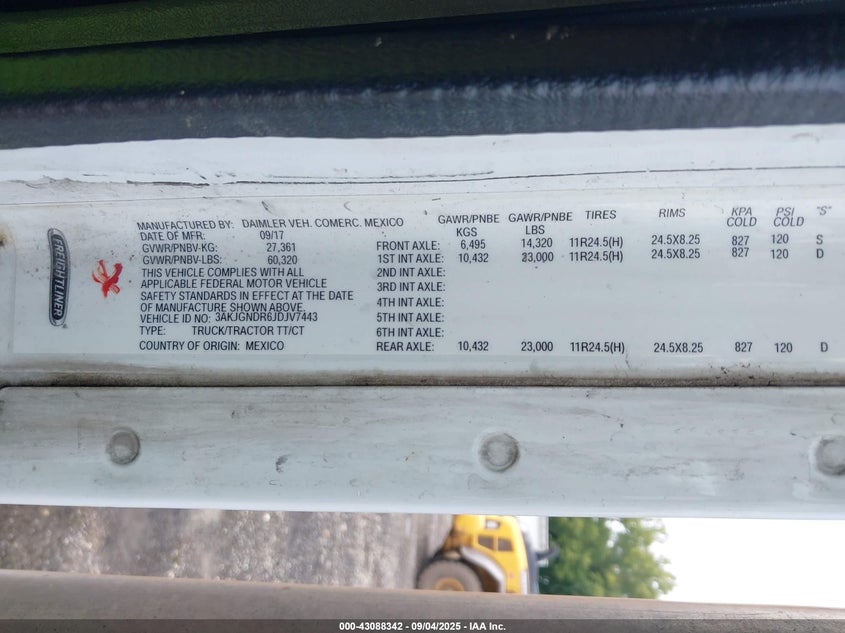 FREIGHTLINER
MANUFACTURED BY: DAIMLER VEH. COMERC. MEXICO
DATE OF MFR: 09/17
GVWR/PNBV-KG: 27,361
GVWR/PNBV-LBS: 60,320
THIS VEHICLE COMPLIES WITH ALL
APPLICABLE FEDERAL MOTOR VEHICLE
SAFETY STANDARDS IN EFFECT AT THE DATE
OF MANUFACTURE SHOWN ABOVE.
VEHICLE ID NO: 3AKJGNDR6JDJV7443
TYPE: TRUCK/TRACTOR TT/CT
COUNTRY OF ORIGIN: MEXICO
GAWR/PNBE KGS GAWR/PNBE LBS TIRES RIMS KPA COLD PSI COLD "S"
FRONT AXLE: 6,495 14,320 11R24.5(H) 24.5X8.25 827 120 S
1ST INT AXLE: 10,432 23,000 11R24.5(H) 24.5X8.25 827 120 D
2ND INT AXLE:
3RD INT AXLE:
4TH INT AXLE:
5TH INT AXLE:
6TH INT AXLE:
REAR AXLE: 10,432 23,000 11R24.5(H) 24.5X8.25 827 120 D
000-43088342 - 09/04/2025 - IAA Inc.